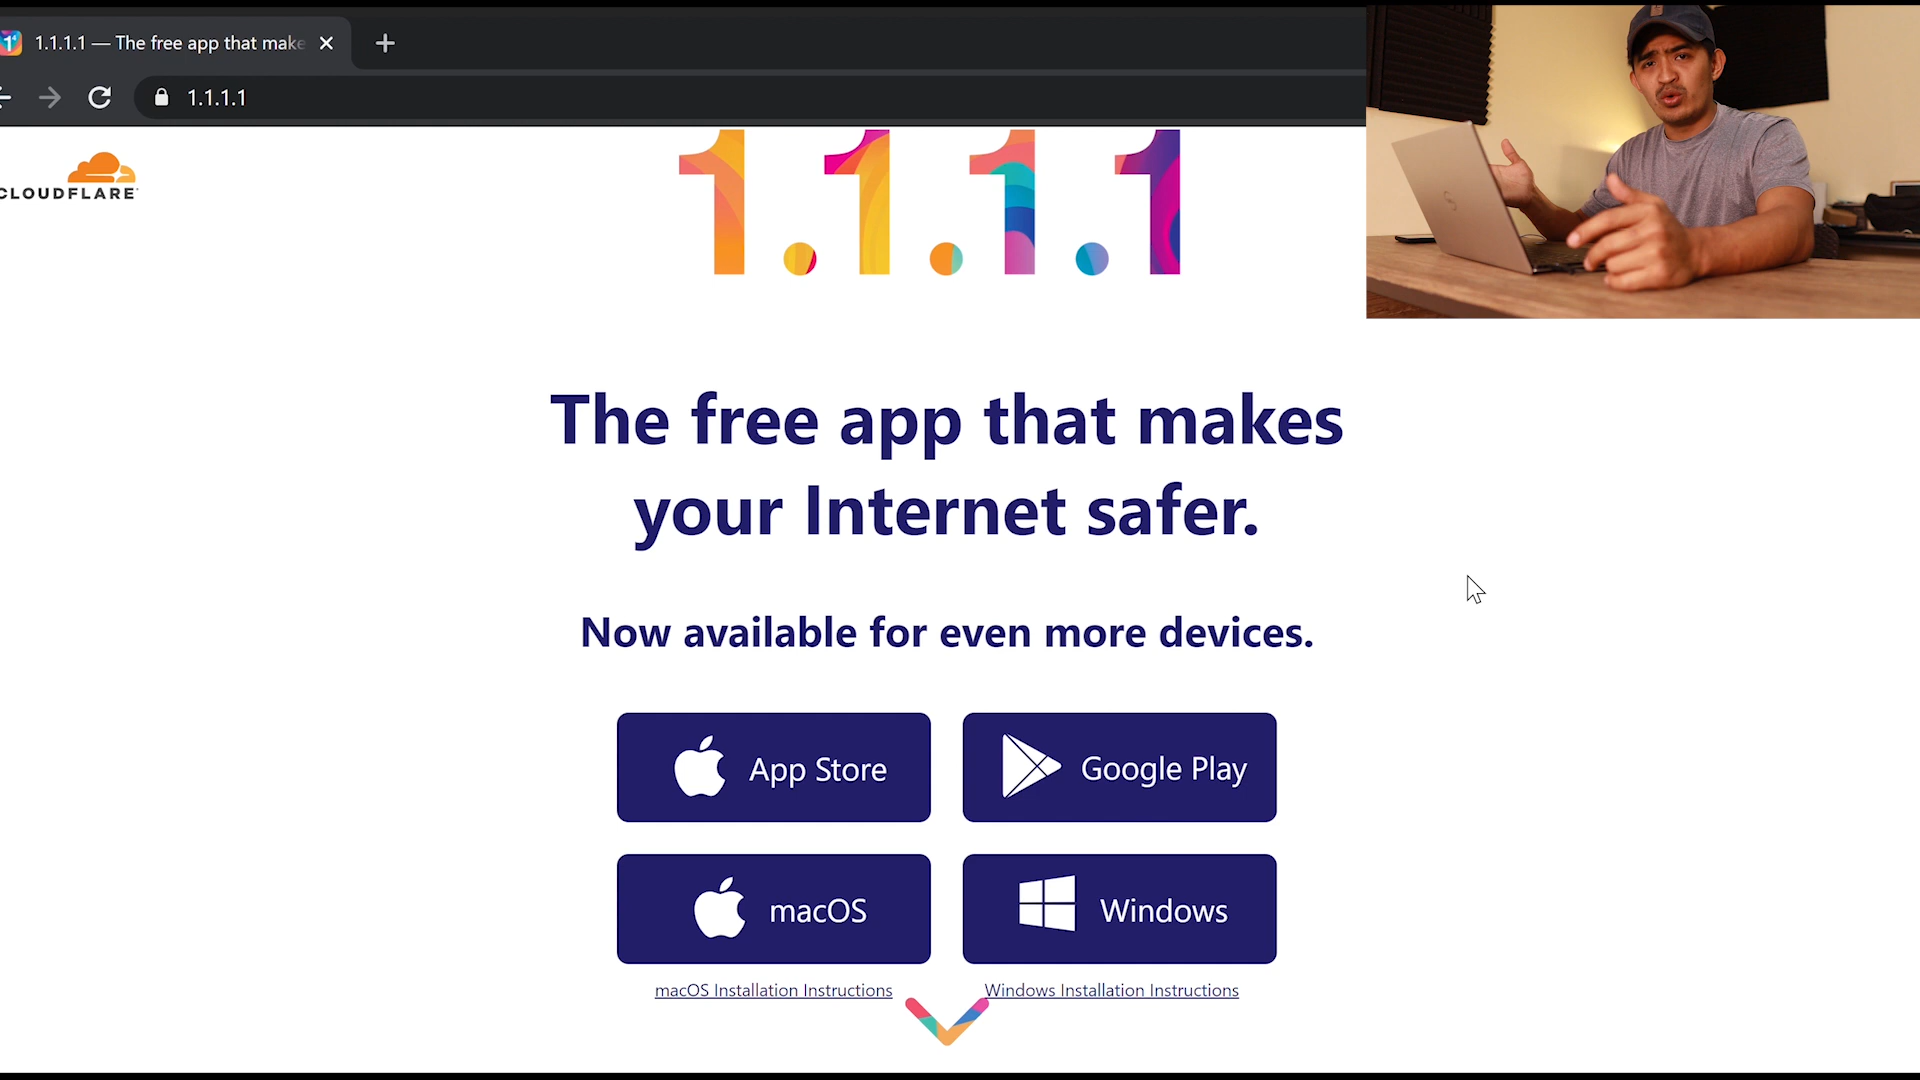 1.1.1.1 — The free app that make
1.1.1.1
CLOUDFLARE
1.1.1.1
The free app that makes
your Internet safer.
Now available for even more devices.
App Store
Google Play
macOS
Windows
macOS Installation Instructions
Windows Installation Instructions